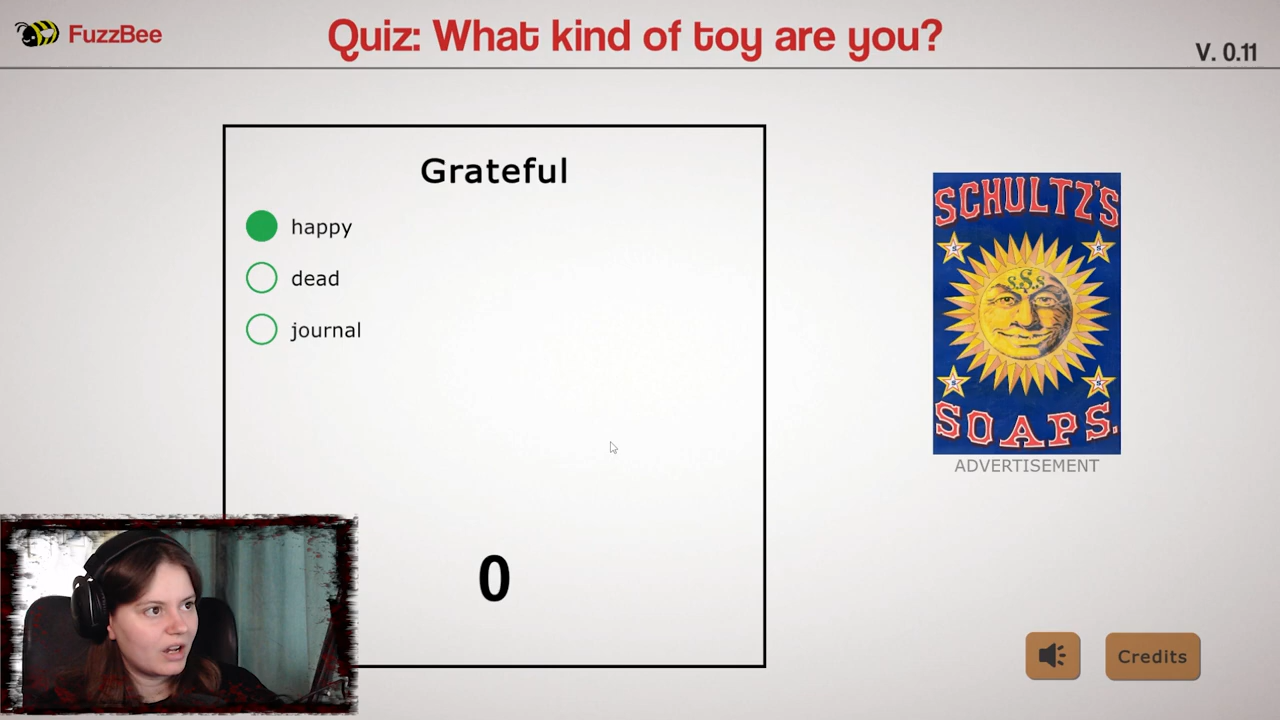 FuzzBee
Quiz: What kind of toy are you?
V. 0.11
Grateful
happy
dead
journal
0
SCHULTZ'S
S.S.S
SOAPS.
ADVERTISEMENT
Credits